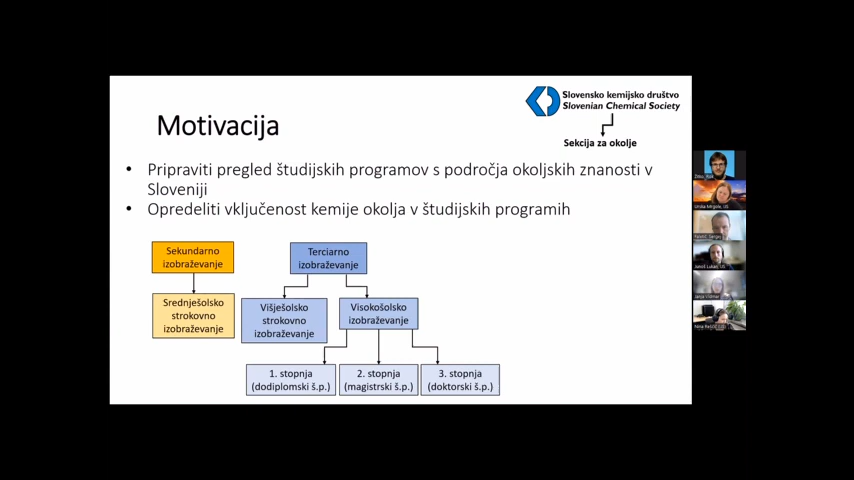 Slovensko kemijsko društvo
Slovenian Chemical Society
Sekcija za okolje
Motivacija
• Pripraviti pregled študijskih programov s področja okoljskih znanosti v
Sloveniji
• Opredeliti vključenost kemije okolja v študijskih programih
Sekundarno
izobraževanje
Terciarno
izobraževanje
Srednješolsko
strokovno
izobraževanje
Višješolsko
strokovno
izobraževanje
Visokošolsko
izobraževanje
1. stopnja
(dodiplomski š.p.)
2. stopnja
(magistrski š.p.)
3. stopnja
(doktorski š.p.)
Janja Vidmar